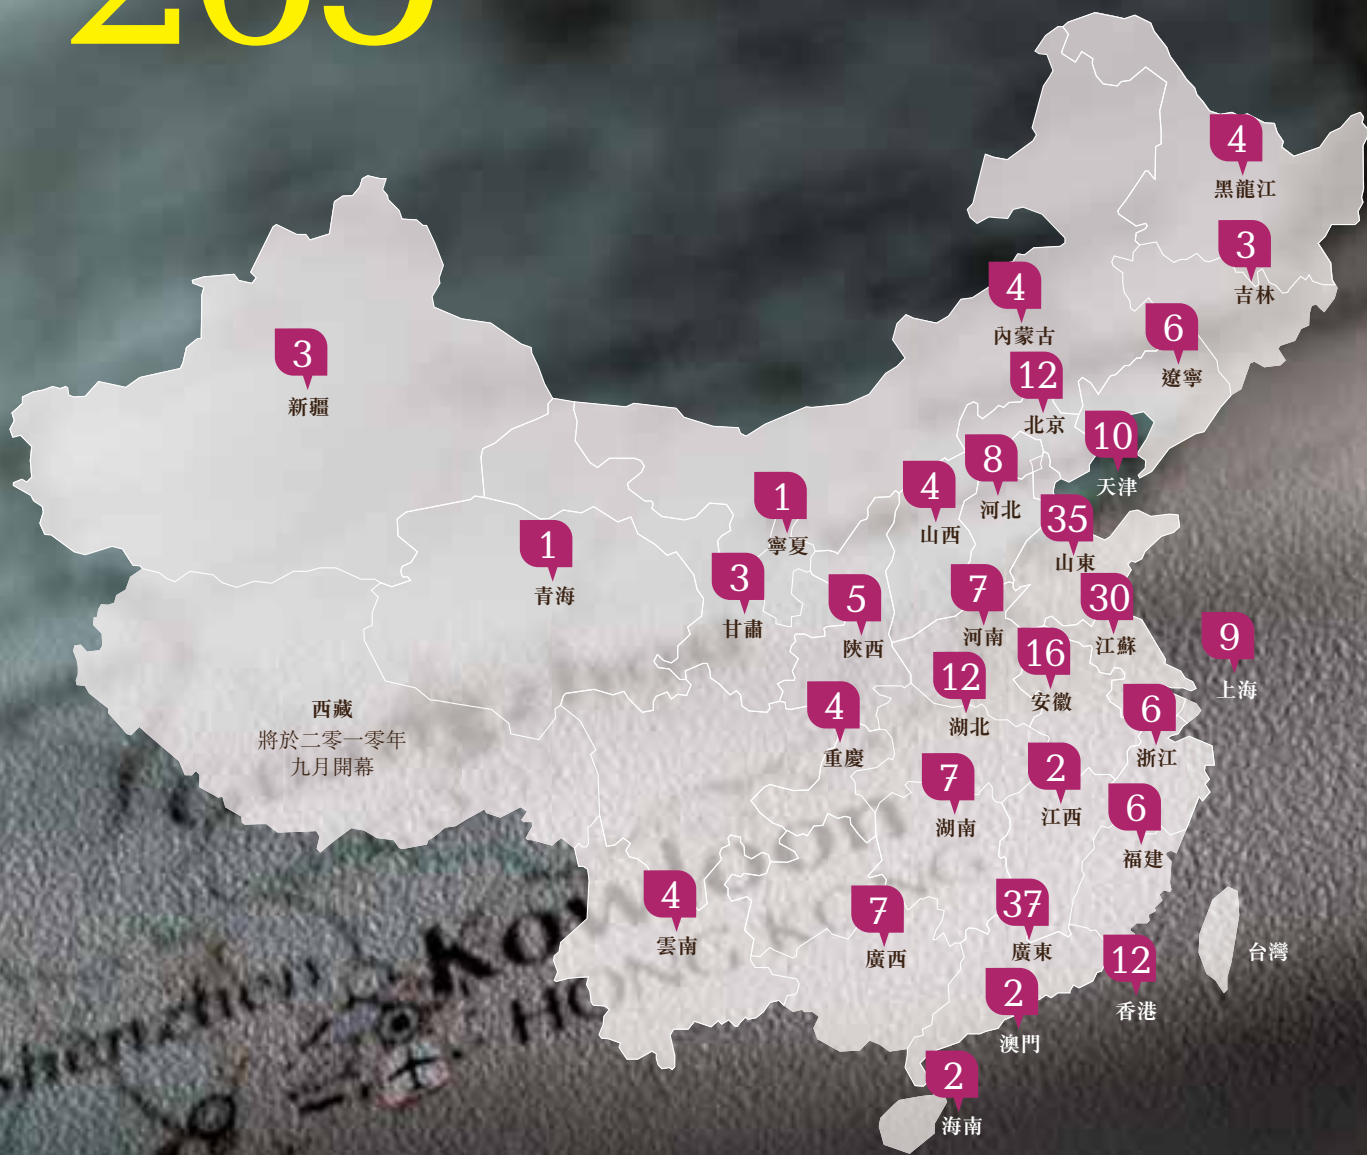 4
黑龍江
3
吉林
4
內蒙古
6
遼寧
3
新疆
12
北京
10
天津
8
河北
4
山西
1
寧夏
35
山東
1
青海
3
甘肅
5
陝西
7
河南
30
江蘇
9
上海
16
安徽
12
湖北
4
重慶
6
浙江
西藏
將於二零一零年
九月開幕
7
湖南
2
江西
6
福建
4
雲南
7
廣西
37
廣東
12
香港
台灣
2
澳門
2
海南
Kow
HONG KONG